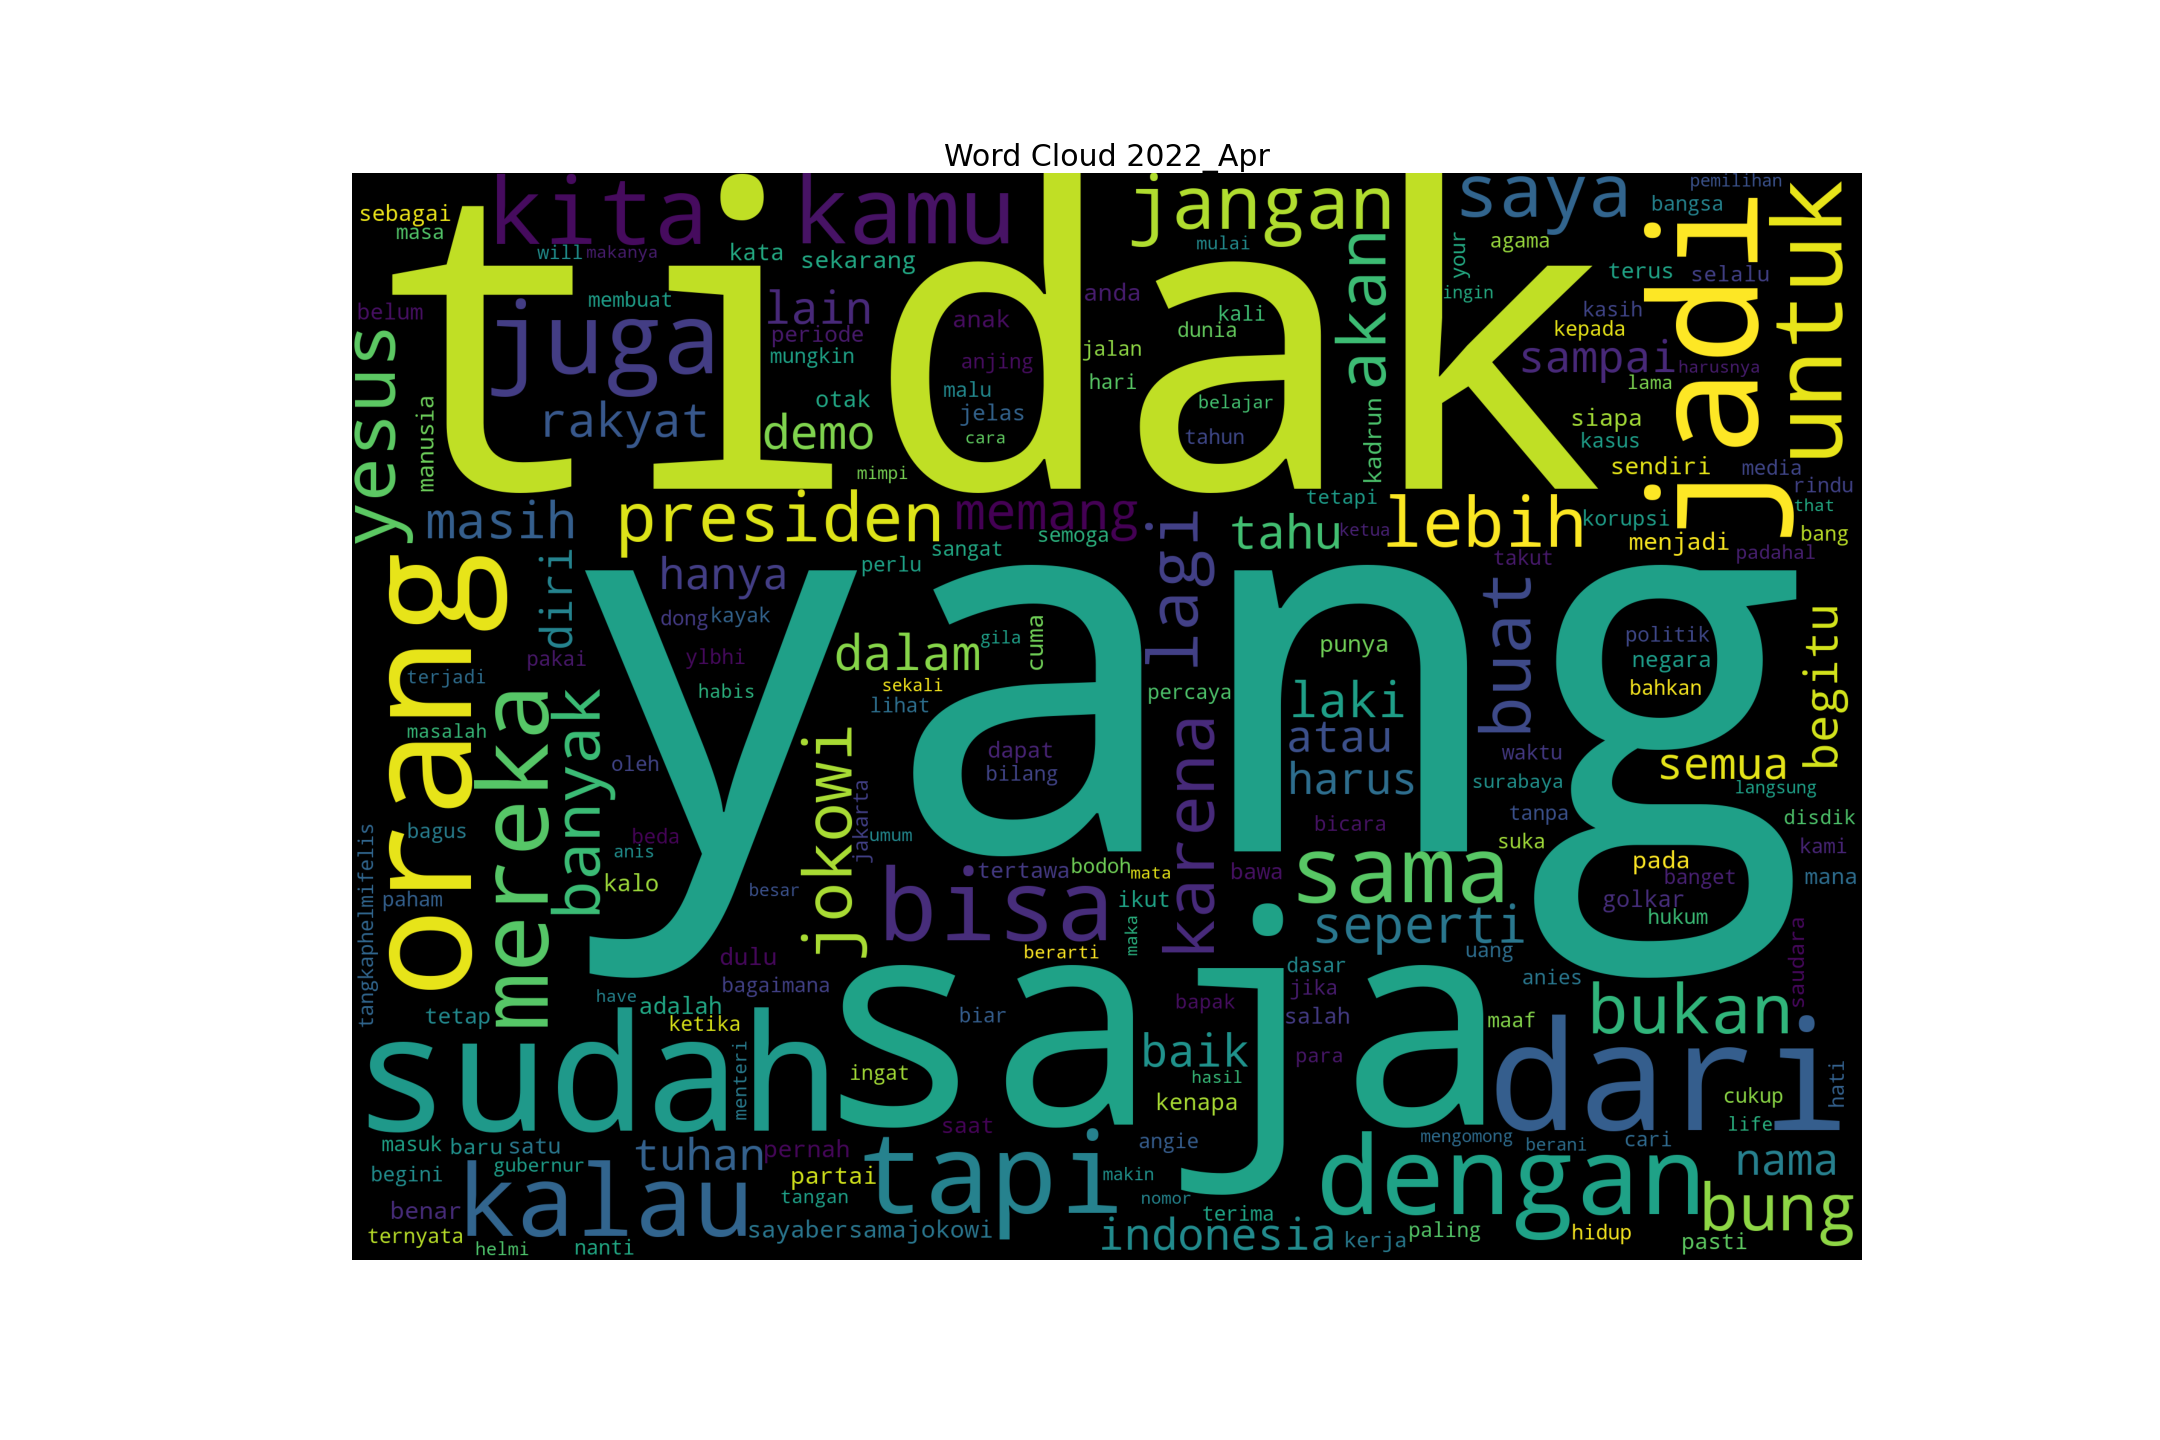 Word Cloud 2022_Apr
tidak
yang
saja
sudah
dari
orang
jadi
untuk
kita
kamu
jangan
saya
pemilihan
bangsa
sebagai
masa
will
makanya
kata
sekarang
mulai
your
agama
terus
selalu
belum
membuat
lain
anda
akan
ingin
kasih
juga
periode
anak
kali
dunia
kepada
yesus
mungkin
anjing
jalan
sampai
harusnya
rakyat
otak
malu
hari
lama
manusia
demo
jelas
belajar
siapa
cara
tahun
kadrun
kasus
mimpi
sendiri
media
rindu
masih
presiden
memang
tetapi
lebih
korupsi
that
tahu
ketua
menjadi
bang
diri
sangat
semoga
lagi
takut
padahal
hanya
perlu
buat
dong
kayak
dalam
gila
cuma
punya
politik
begitu
pakai
ylbhi
negara
terjadi
habis
sekali
lihat
percaya
laki
bahkan
mereka
banyak
masalah
jokowi
karena
atau
waktu
oleh
dapat
bilang
harus
semua
surabaya
langsung
jakarta
tanpa
disdik
bagus
beda
umum
bicara
suka
kami
tangkaphelmifelis
anis
tertawa
bodoh
mata
sama
pada
paham
kalo
besar
bisa
ikut
bawa
banget
mana
golkar
hukum
seperti
maka
berarti
uang
saudara
dulu
dasar
anies
bagaimana
jika
tetap
have
adalah
bapak
bukan
ketika
biar
salah
maaf
menteri
ingat
baik
para
hati
hasil
kenapa
cukup
saat
life
masuk
baru
satu
tuhan
pernah
tapi
angie
mengomong
berani
cari
begini
gubernur
partai
makin
dengan
nama
kalau
tangan
nomor
benar
sayabersamajokowi
terima
bung
ternyata
helmi
nanti
indonesia
kerja
paling
hidup
pasti